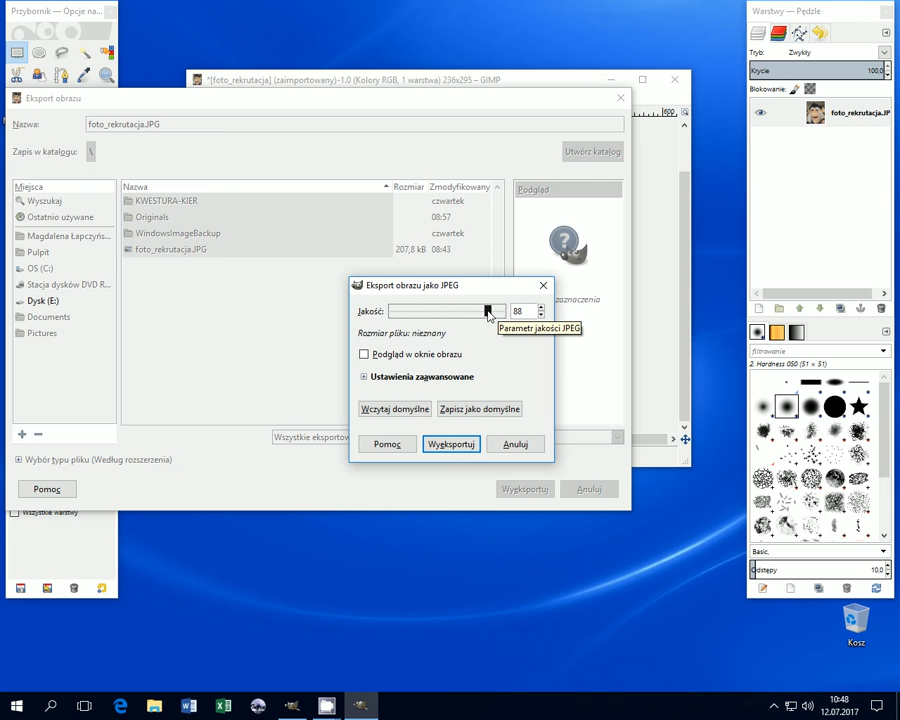 Przybornik — Opcje na...
Warstwy — Pędzle
Tryb: Zwykły
Krycie 100,0
Blokowanie:
foto_rekrutacja.JP
*[foto_rekrutacja] (zaimportowany)-1.0 (Kolory RGB, 1 warstwa) 236x295 – GIMP
600
Eksport obrazu
Nazwa: foto_rekrutacja.JPG
Zapis w katalogu: \ Utwórz katalog
Miejsca
Wyszukaj
Ostatnio używane
Magdalena Łapczyńs...
Pulpit
OS (C:)
Stacja dysków DVD R...
Dysk (E:)
Documents
Pictures
Nazwa Rozmiar Zmodyfikowany
KWESTURA-KIER czwartek
Originals 08:57
WindowsImageBackup czwartek
foto_rekrutacja.JPG 207,8 kB 08:43
Podgląd
znaczenia
Eksport obrazu jako JPEG
Jakość: 88
Parametr jakości JPEG
Rozmiar pliku: nieznany
Podgląd w oknie obrazu
Ustawienia zaawansowane
Wczytaj domyślne Zapisz jako domyślne
Pomoc Wyeksportuj Anuluj
Wszystkie eksportow
Wybór typu pliku (Według rozszerzenia)
Pomoc Wyeksportuj Anuluj
Wszystkie warstwy
filtrowanie
2. Hardness 050 (51 × 51)
Basic,
Odstępy 10,0
Kosz
10:48
12.07.2017